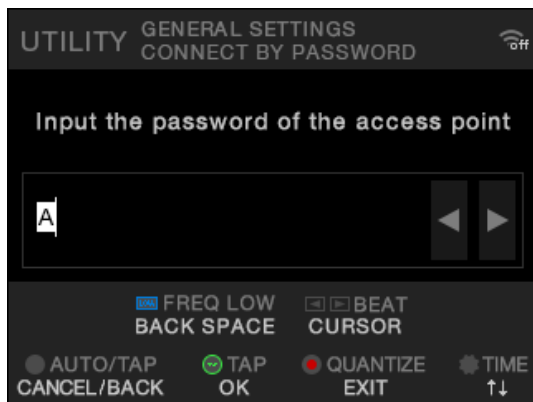 UTILITY GENERAL SETTINGS
CONNECT BY PASSWORD
off
Input the password of the access point
A
FREQ LOW BEAT
BACK SPACE CURSOR
AUTO/TAP TAP QUANTIZE TIME
CANCEL/BACK OK EXIT ↑↓